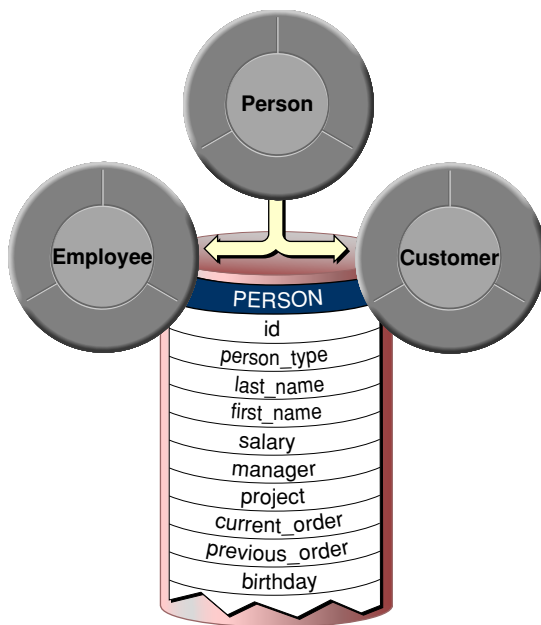 Person
Employee
Customer
PERSON
id
person_type
last_name
first_name
salary
manager
project
current_order
previous_order
birthday